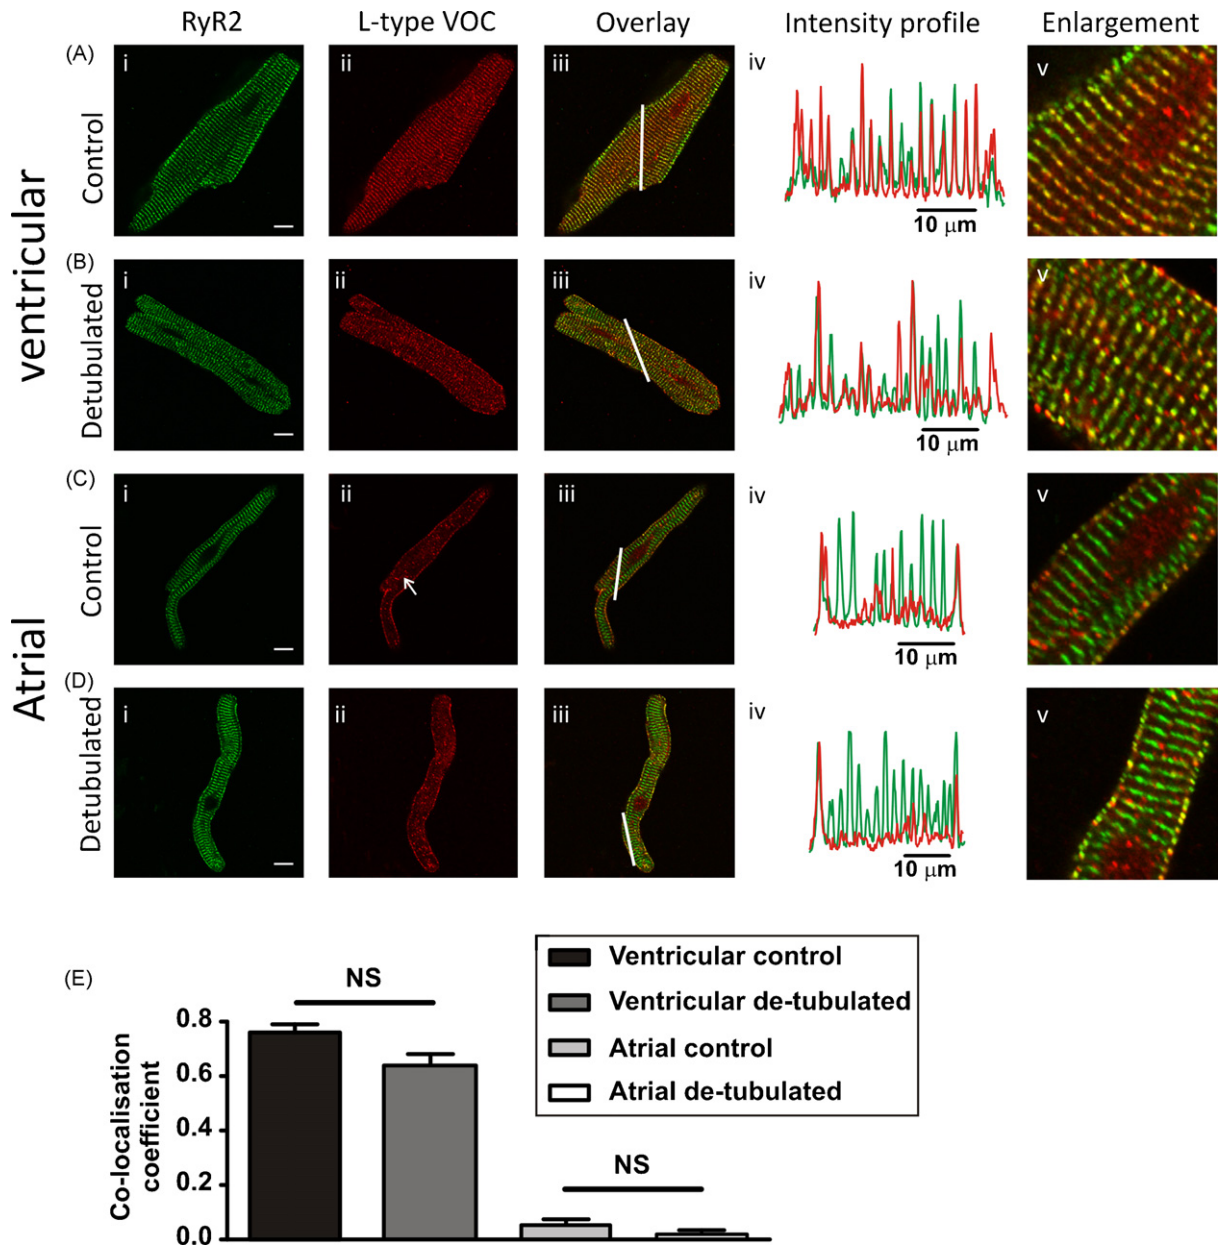 RyR2 L-type VOC Overlay Intensity profile Enlargement
ventricular
(A) Control i ii iii iv v
10 μm
(B) Detubulated i ii iii iv v
10 μm
Atrial
(C) Control i ii iii iv v
10 μm
(D) Detubulated i ii iii iv v
10 μm
(E)
NS
Ventricular control
Ventricular de-tubulated
Atrial control
Atrial de-tubulated
Co-localisation
coefficient
0.8
0.6
0.4
0.2
0.0
NS